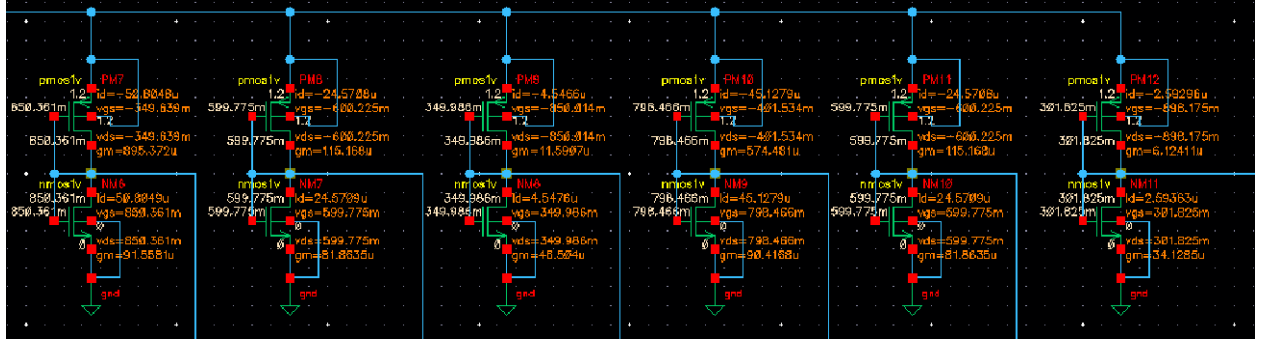 pmos1v PM7
1.2 id=-50.8048u
vgs=-349.639m
850.361m 1.2
vds=-349.639m
850.361m
gm=895.372u
nmos1v NM6
850.361m id=50.8049u
850.361m vgs=850.361m
0
vds=850.361m
0
gm=91.5581u
gnd
pmos1v PM8
1.2 id=-24.5708u
vgs=-600.225m
599.775m 1.2
vds=-600.225m
599.775m
gm=115.168u
nmos1v NM7
599.775m id=24.5709u
599.775m vgs=599.775m
0
vds=599.775m
0
gm=81.8635u
gnd
pmos1v PM9
1.2 id=-4.5466u
vgs=-850.014m
349.986m 1.2
vds=-850.014m
349.986m
gm=11.5907u
nmos1v NM8
349.986m id=4.5476u
349.986m vgs=349.986m
0
vds=349.986m
0
gnd
pmos1v PM10
1.2 id=-45.1279u
vgs=-401.534m
798.466m 1.2
vds=-401.534m
798.466m
gm=574.481u
nmos1v NM9
798.466m id=45.1279u
798.466m vgs=798.466m
0
vds=798.466m
0
gm=90.4168u
gnd
pmos1v PM11
1.2 id=-24.5708u
vgs=-600.225m
599.775m 1.2
vds=-600.225m
599.775m
gm=115.168u
nmos1v NM10
599.775m id=24.5709u
599.775m vgs=599.775m
0
vds=599.775m
0
gm=81.8635u
gnd
pmos1v PM12
1.2 id=-2.59296u
vgs=-898.175m
301.825m 1.2
vds=-898.175m
301.825m
gm=6.12411u
nmos1v NM11
301.825m id=2.59363u
301.825m vgs=301.825m
0
vds=301.825m
0
gm=34.1285u
gnd